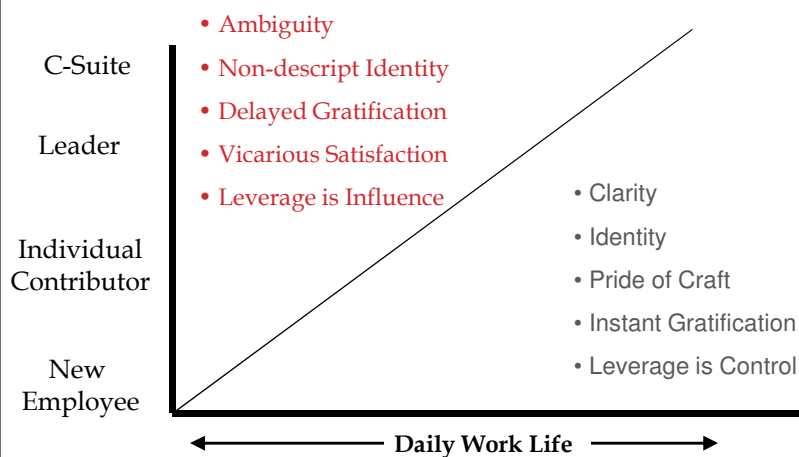 • Ambiguity
C-Suite
• Non-descript Identity
• Delayed Gratification
Leader
• Vicarious Satisfaction
• Leverage is Influence
• Clarity
• Identity
Individual
Contributor
• Pride of Craft
• Instant Gratification
New
Employee
• Leverage is Control
Daily Work Life